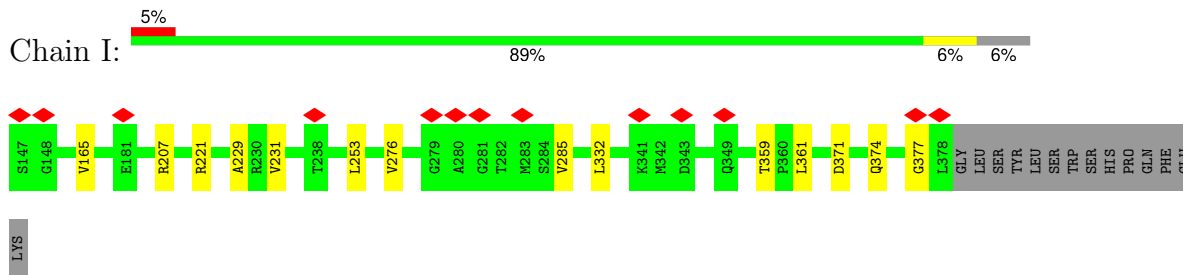 5%
Chain I:
89% 6% 6%
S147 G148 V165 E181 R207 R221 A229 R230 V231 T238 L253 V276 G279 A280 G281 T282 M283 S284 V285 L332 K341 M342 D343 Q349 T359 P360 L361 D371 Q374 G377 L378 GLY LEU SER TYR LEU SER TRP SER HIS PRO GLN PHE GLU
LYS